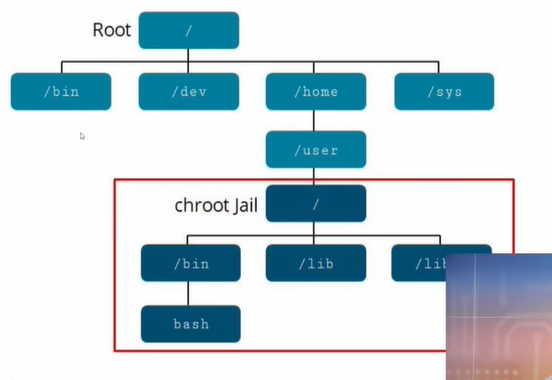 Root /
/bin /dev /home /sys
/user
chroot Jail /
/bin /lib
bash